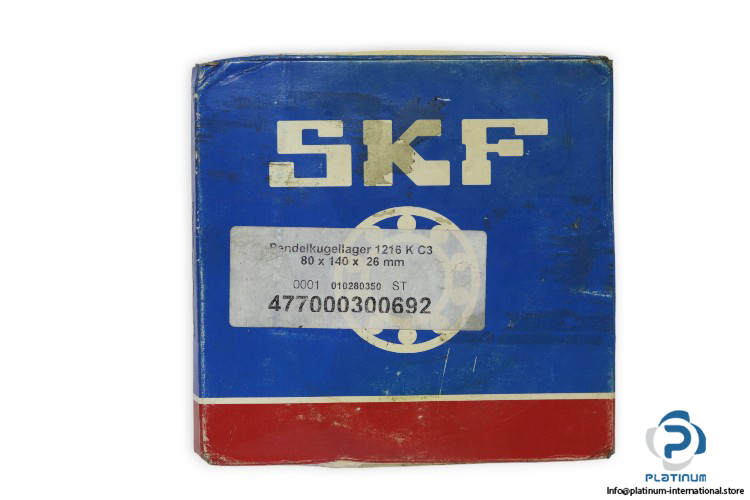 SKF
Pendelkugellager 1216 K C3
80 x 140 x 26 mm
0001 010280350 ST
477000300692
PLATINUM
Info@platinum-international.store